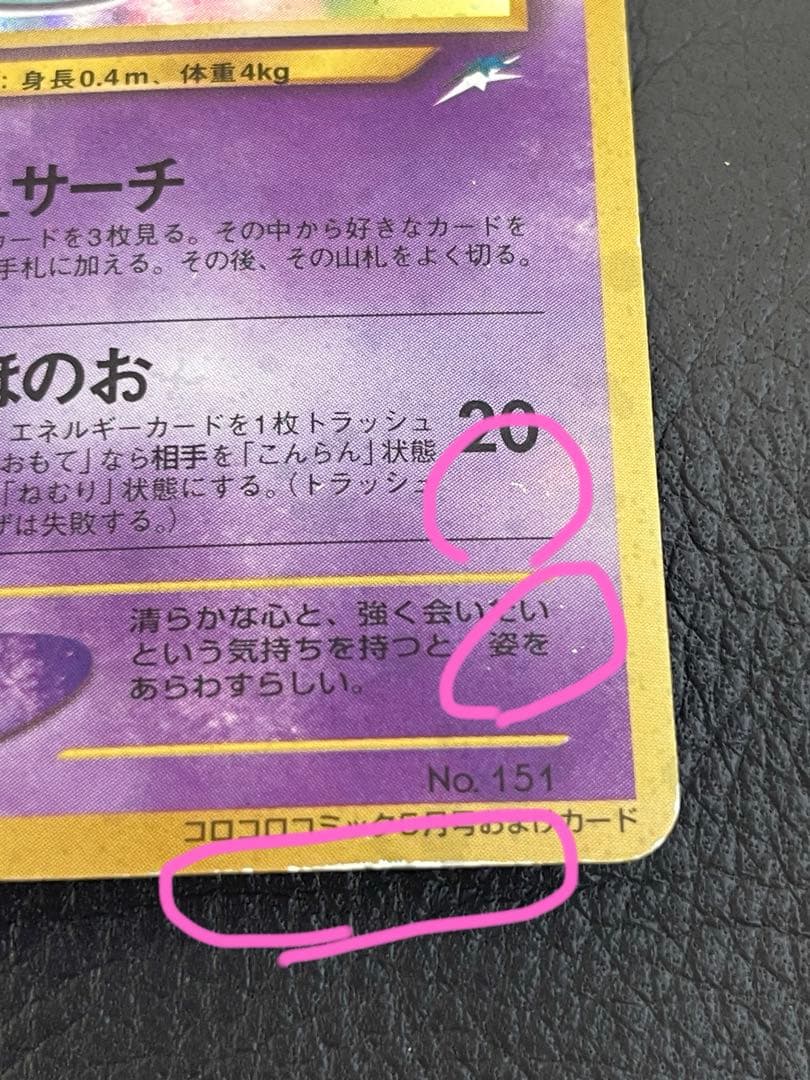 : 身長0.4m、体重4kg
サーチ
カードを3枚見る。その中から好きなカードを
手札に加える。その後、その山札をよく切る。
ほのお
20
エネルギーカードを1枚トラッシュ
おもて」なら相手を「こんらん」状態
「ねむり」状態にする。(トラッシュ
ザは失敗する。)
清らかな心と、強く会いたい
という気持ちを持つと、姿を
あらわすらしい。
No. 151
コロコロコミック5月号おまけカード